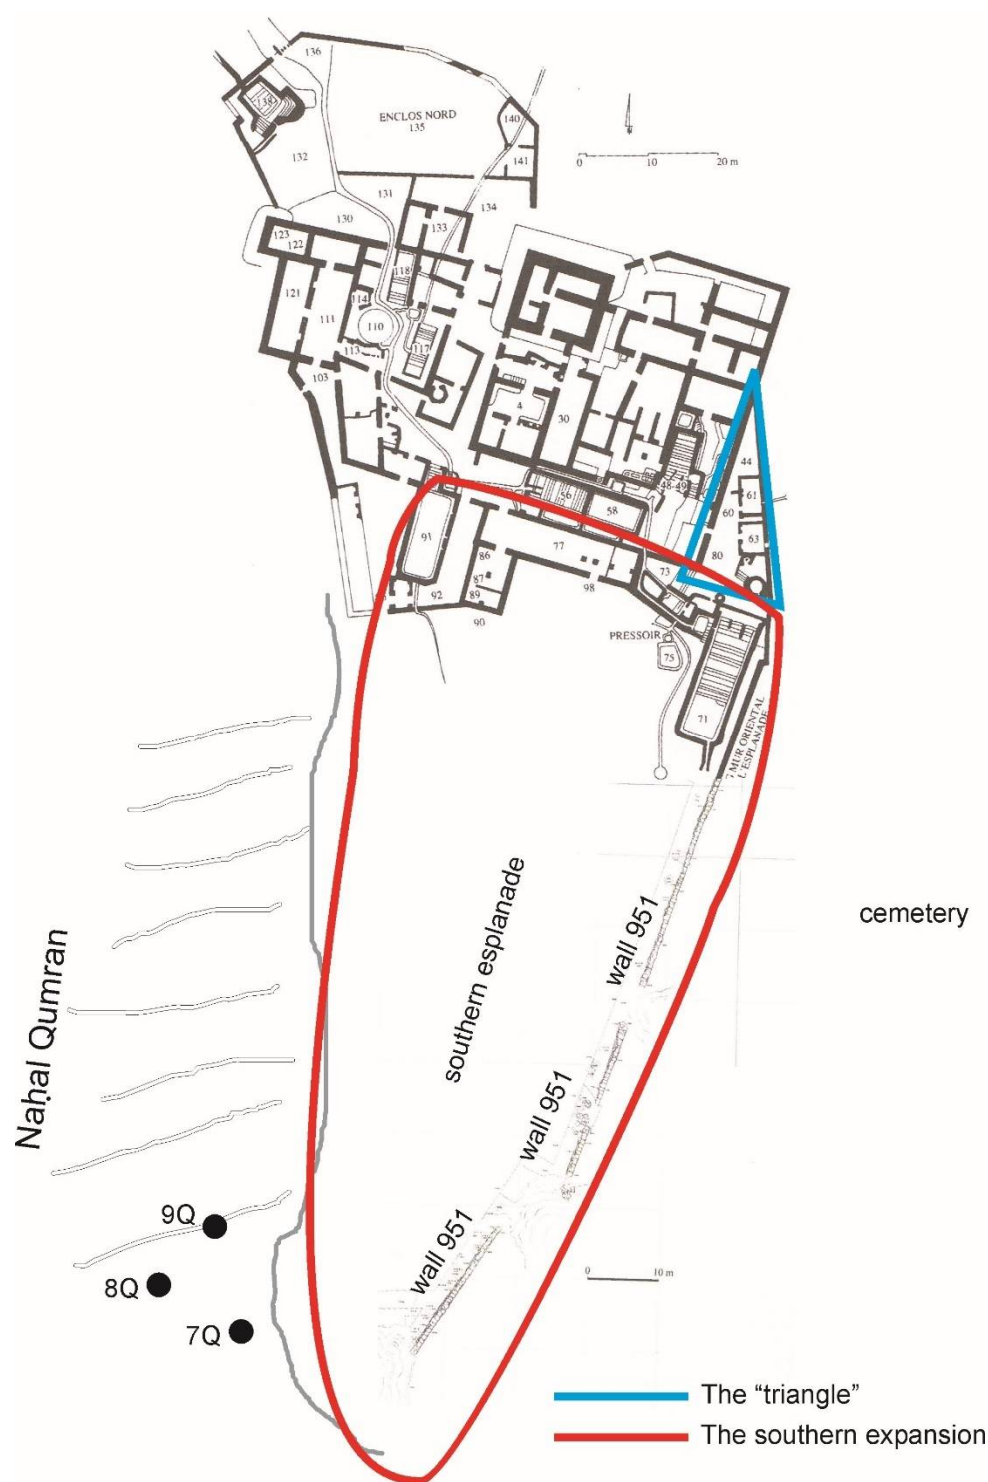 136
138
ENCLOS NORD
135
140
141
132
131
134
130
133
123
122
118
121
111
114
110
113
117
103
4
30
0 10 20 m
44
61
48
49
60
63
56
58
80
91
77
73
86
87
89
92
98
90
PRESSOIR
75
71
MUR ORIENTAL
L'ESPLANADE
cemetery
wall 951
southern esplanade
Naḥal Qumran
wall 951
wall 951
9Q
8Q
7Q
0 10 m
The “triangle”
The southern expansion